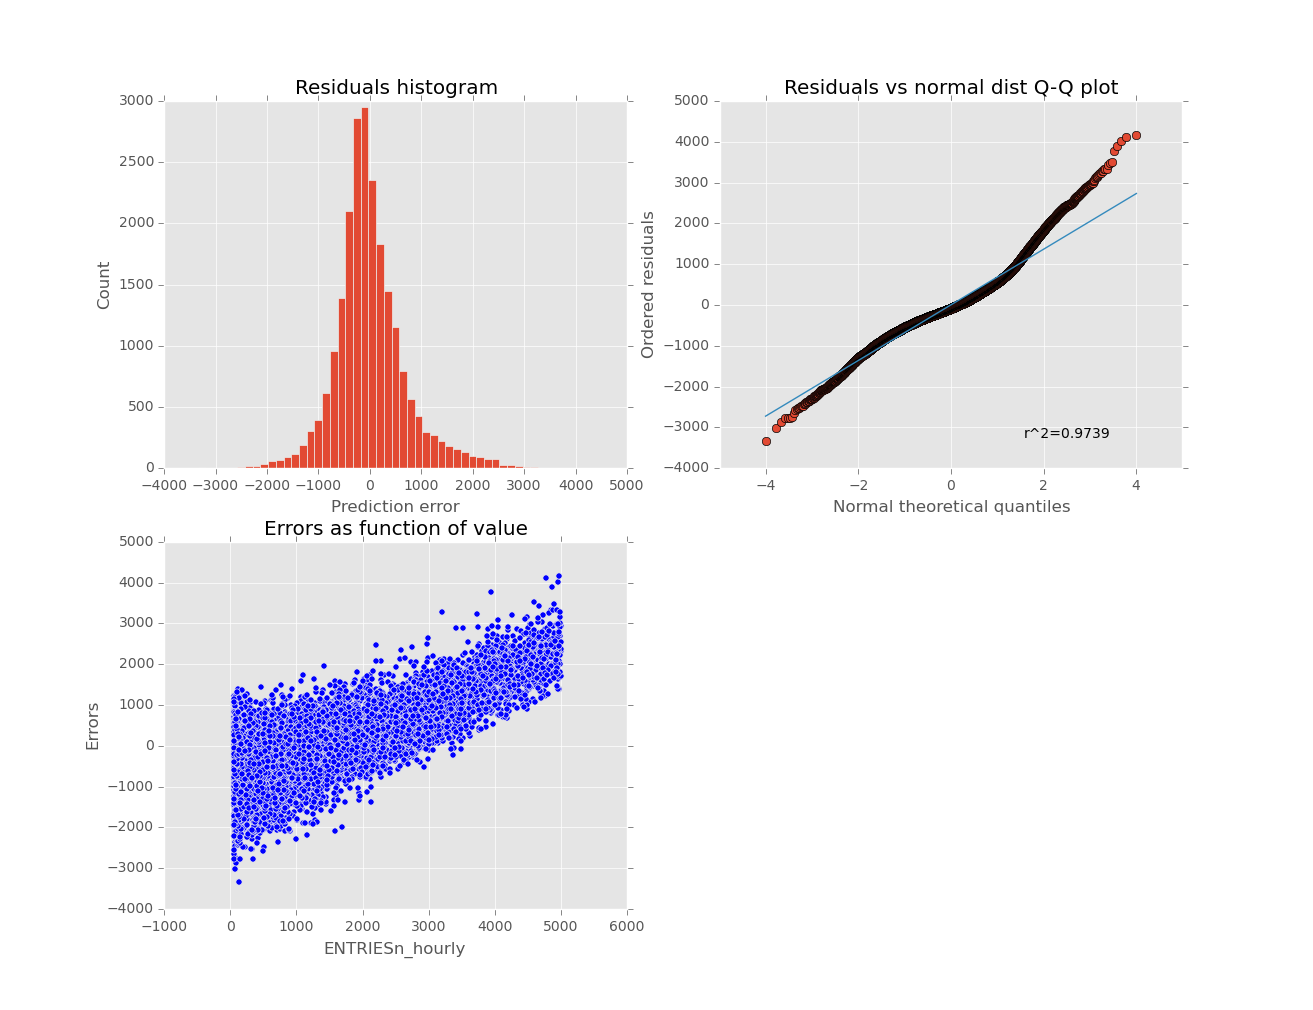 Residuals histogram
3000
2500
2000
1500
1000
500
0
Count
−4000 −3000 −2000 −1000 0 1000 2000 3000 4000 5000
Prediction error
Residuals vs normal dist Q-Q plot
5000
4000
3000
2000
1000
0
−1000
−2000
−3000
−4000
Ordered residuals
r^2=0.9739
−4 −2 0 2 4
Normal theoretical quantiles
Errors as function of value
5000
4000
3000
2000
1000
0
−1000
−2000
−3000
−4000
Errors
−1000 0 1000 2000 3000 4000 5000 6000
ENTRIESn_hourly